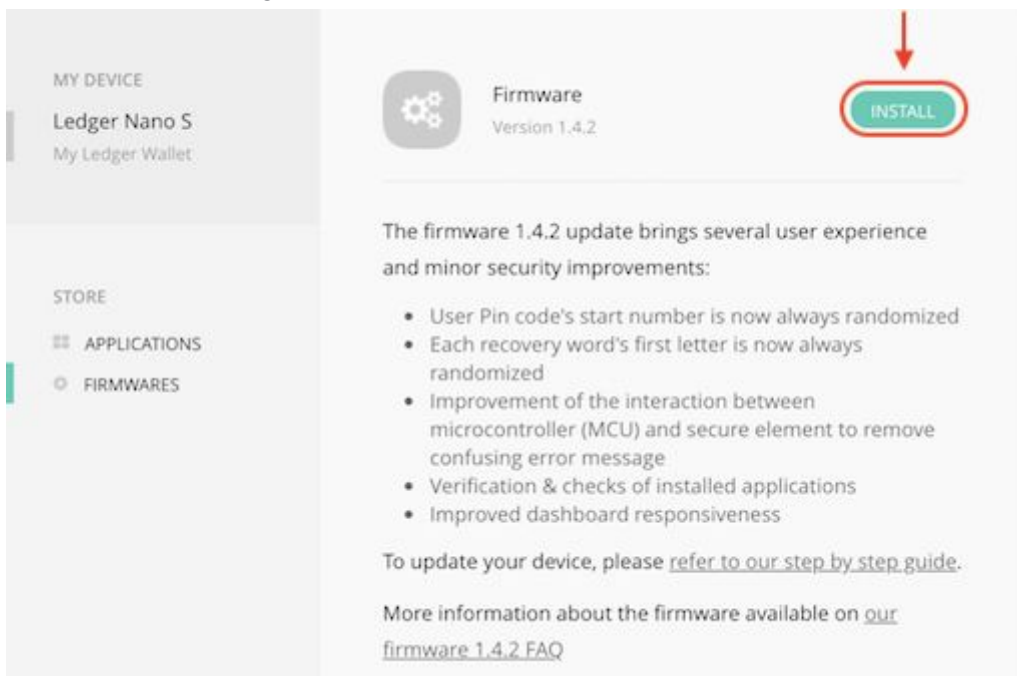 MY DEVICE
Ledger Nano S
My Ledger Wallet
STORE
APPLICATIONS
FIRMWARES
Firmware
Version 1.4.2
INSTALL
The firmware 1.4.2 update brings several user experience
and minor security improvements:
• User Pin code's start number is now always randomized
• Each recovery word's first letter is now always
randomized
• Improvement of the interaction between
microcontroller (MCU) and secure element to remove
confusing error message
• Verification & checks of installed applications
• Improved dashboard responsiveness
To update your device, please refer to our step by step guide.
More information about the firmware available on our
firmware 1.4.2 FAQ